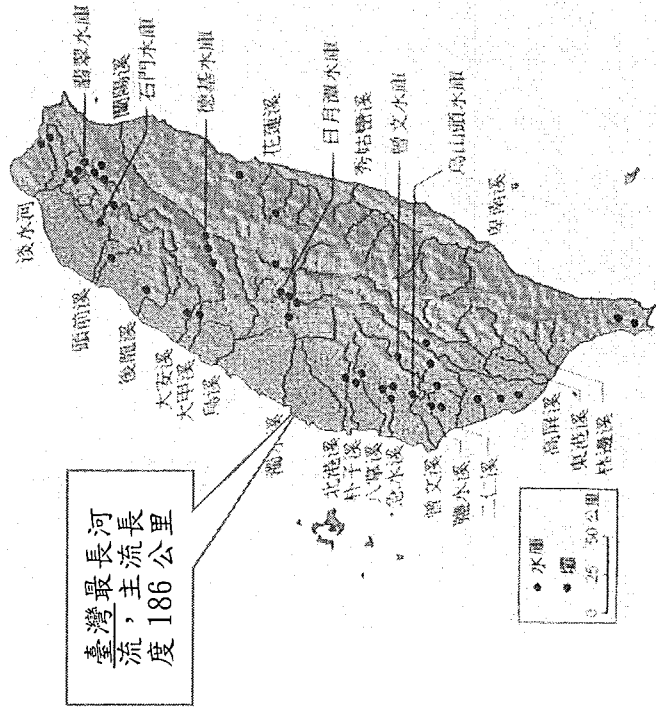 淡水河
頭前溪
後龍溪
大安溪
大甲溪
烏溪
濁水溪
北港溪
朴子溪
八掌溪
急水溪
曾文溪
鹽水溪
二仁溪
高屏溪
東港溪
林邊溪
翡翠水庫
蘭陽溪
石門水庫
德基水庫
花蓮溪
日月潭水庫
秀姑巒溪
曾文水庫
烏山頭水庫
卑南溪
臺灣最長河
流，主流長
度 186 公里
水庫
壩
0 25 50 公里